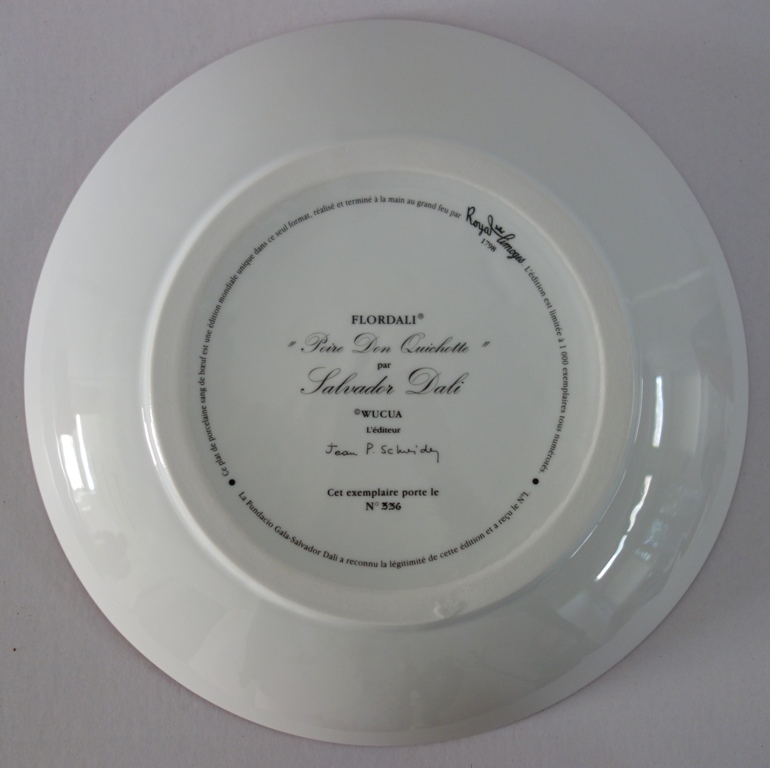 Ce plat de porcelaine sang de bœuf est une édition mondiale unique dans ce seul format, réalisé et terminé à la main au grand feu par Royal Limoges 1798 L'édition est limitée à 1 000 exemplaires tous numérotés.
FLORDALI®
" Poire Don Quichotte "
par
Salvador Dali
©WUCUA
L'éditeur
Jean P. Schneider
Cet exemplaire porte le
N° 336
La Fundacio Gala-Salvador Dali a reconnu la légitimité de cette édition et a reçu le N°1.